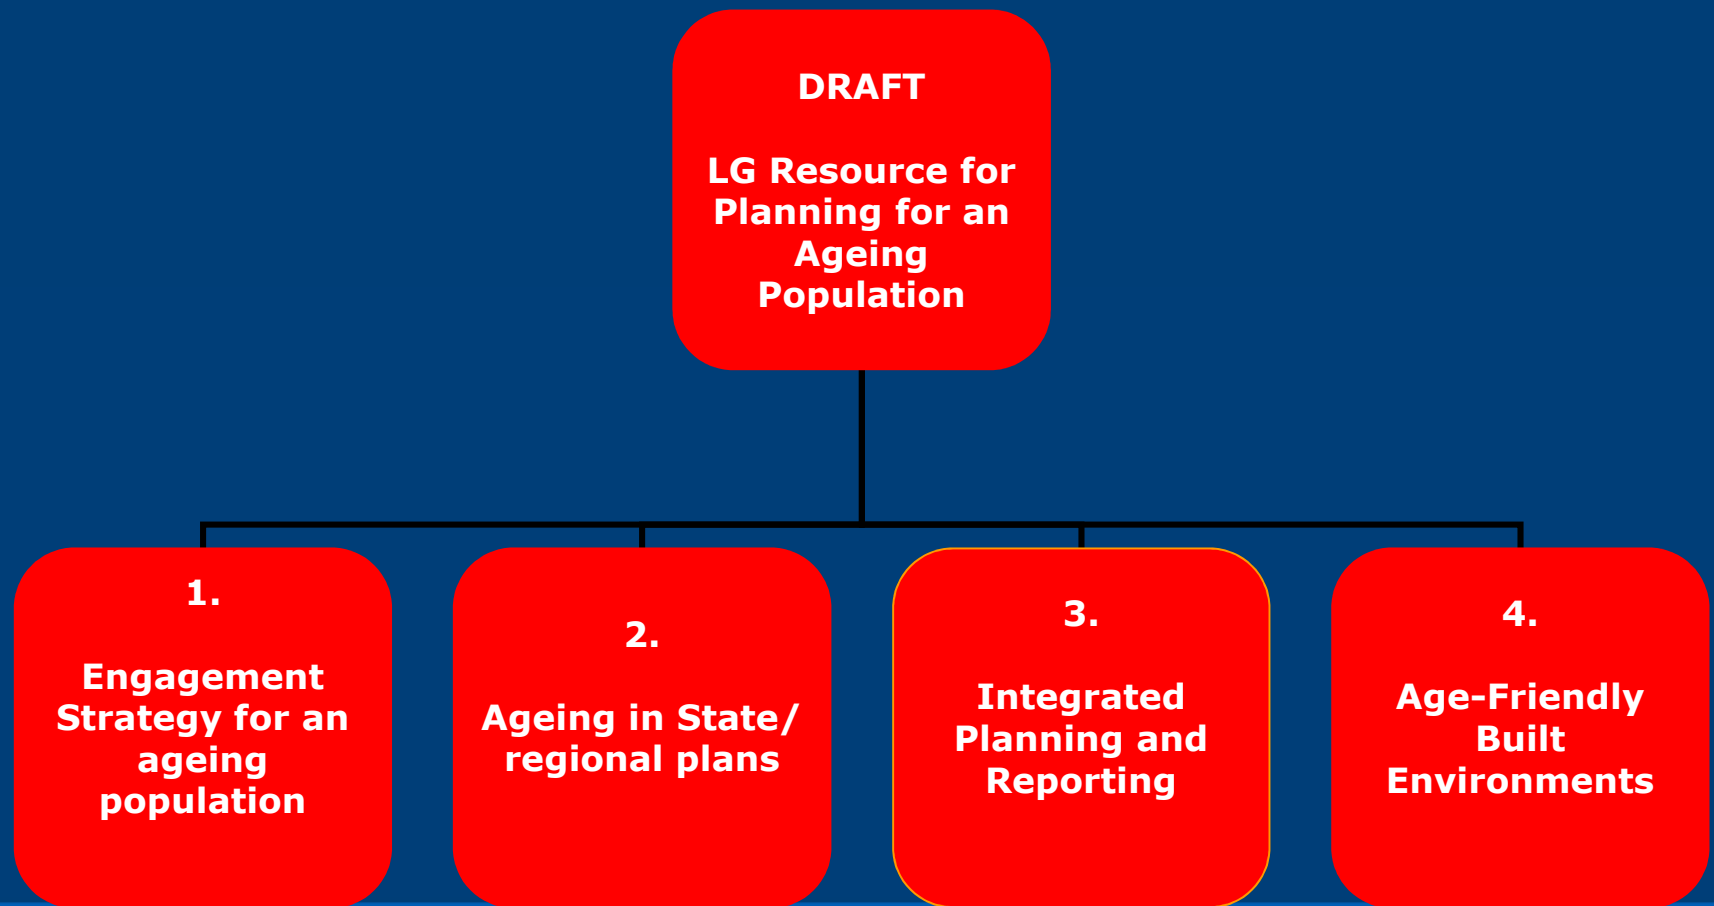 DRAFT
LG Resource for
Planning for an
Ageing
Population
1.
Engagement
Strategy for an
ageing
population
2.
Ageing in State/
regional plans
3.
Integrated
Planning and
Reporting
4.
Age-Friendly
Built
Environments